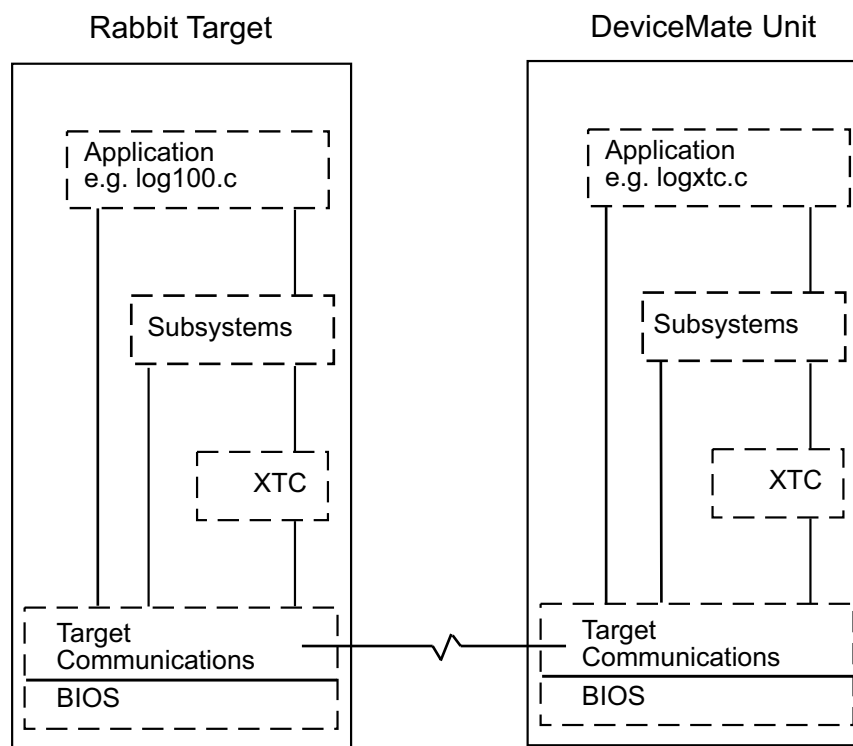 Rabbit Target
Application
e.g. log100.c
Subsystems
XTC
Target
Communications
BIOS
DeviceMate Unit
Application
e.g. logxtc.c
Subsystems
XTC
Target
Communications
BIOS